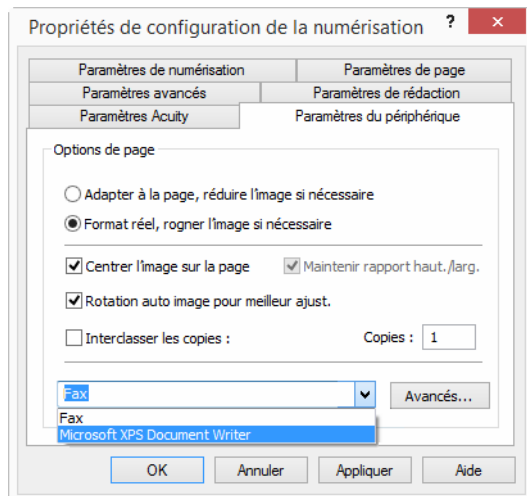 Propriétés de configuration de la numérisation ? ×
Paramètres de numérisation Paramètres de page
Paramètres avancés Paramètres de rédaction
Paramètres Acuity Paramètres du périphérique
Options de page
Adapter à la page, réduire l'image si nécessaire
Format réel, rogner l'image si nécessaire
Centrer l'image sur la page Maintenir rapport haut./larg.
Rotation auto image pour meilleur ajust.
Interclasser les copies : Copies : 1
Fax Avancés...
Fax
Microsoft XPS Document Writer
OK Annuler Appliquer Aide